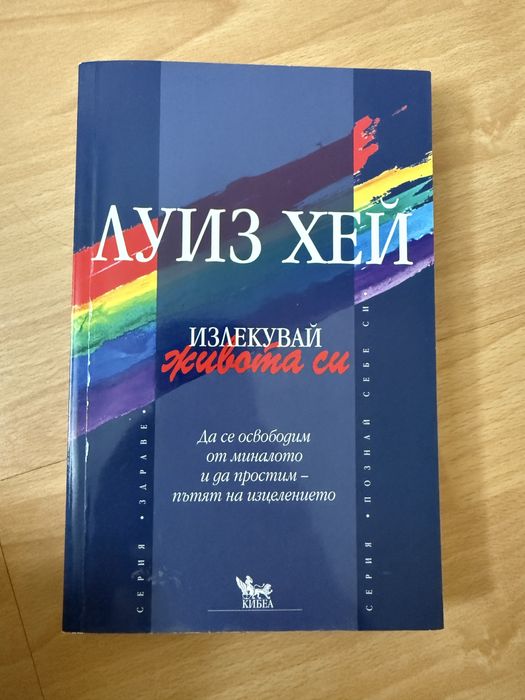 ЛУИЗ ХЕЙ
ИЗЛЕКУВАЙ
живота си
Да се освободим
от миналото
и да простим –
пътят на изцелението
СЕРИЯ • ЗДРАВЕ •
СЕРИЯ • ПОЗНАЙ СЕБЕ СИ •
КИБЕА